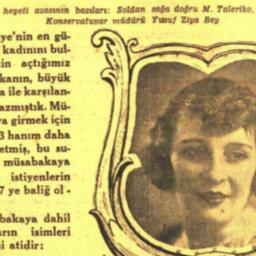 heyeti azasının bazıları: Soldan sağa doğru M. Taleriko,
Konservatuvar müdürü Yusuf Ziya Bey
ye'nin en gü-
kadınını bul-
in açtığımız
kanın, büyük
a ile karşılan-
azmıştık. Mü-
ya girmek için
3 hanım daha
etmiş, bu su-
müsabakaya
istiyenlerin
7 ye baliğ ol-
bakaya dahil
arın isimleri
i atidir: